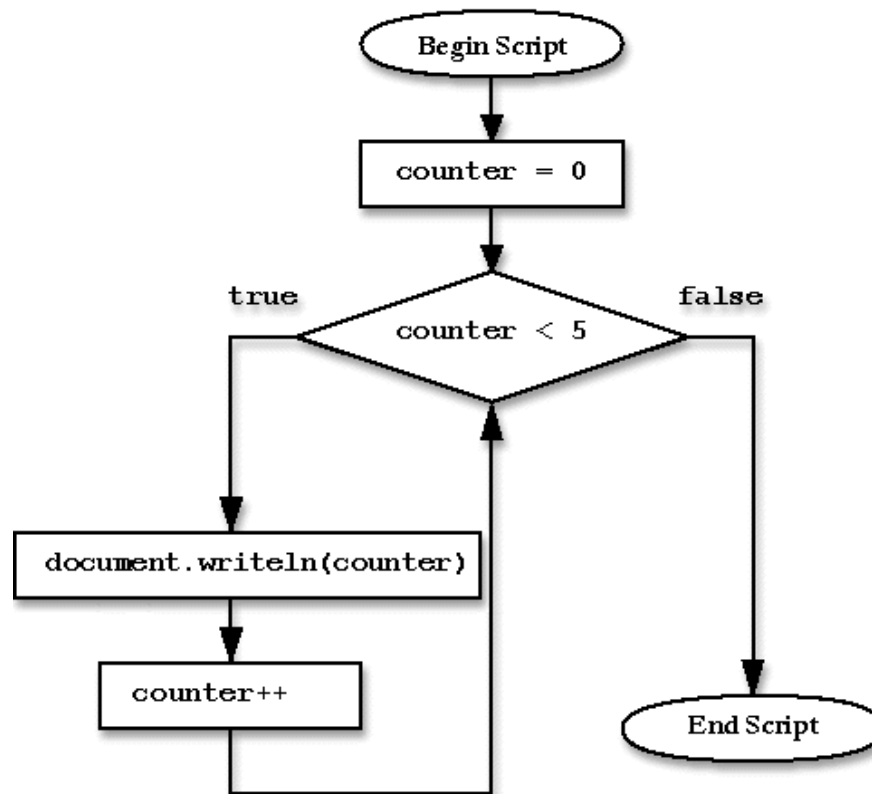 Begin Script
counter = 0
true
false
counter < 5
document.writeln(counter)
counter++
End Script